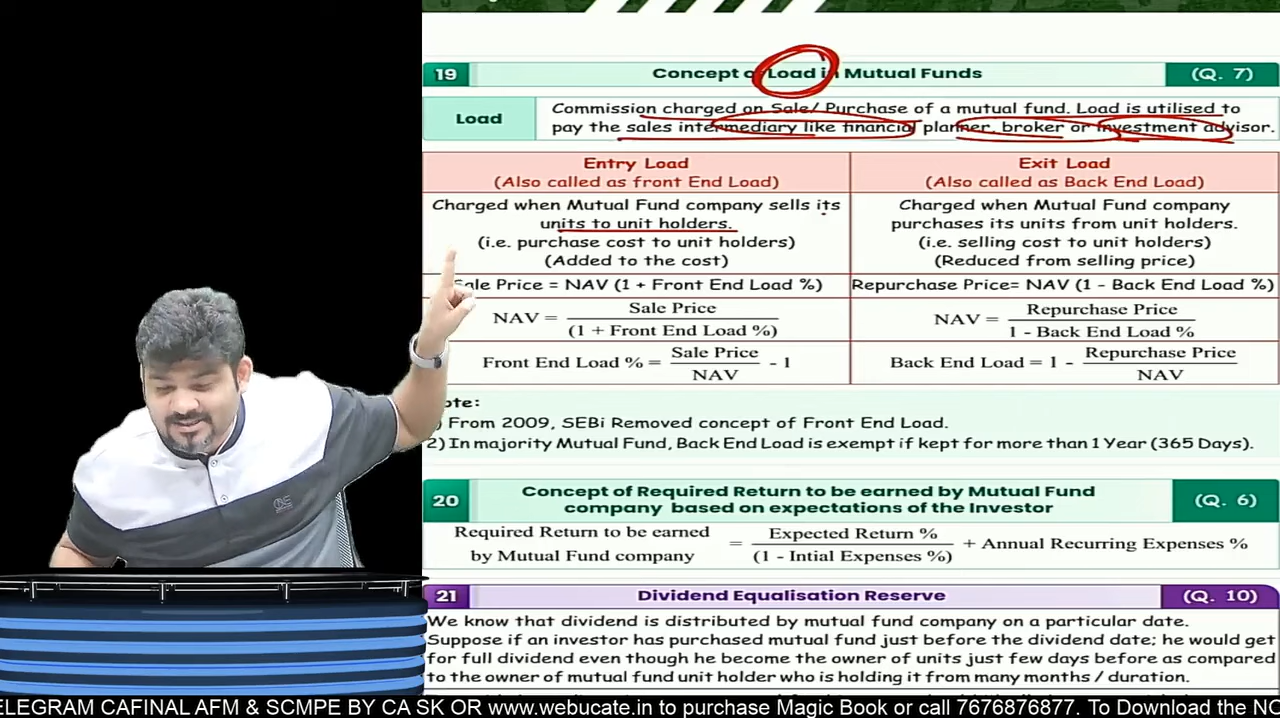 19 Concept of Load in Mutual Funds (Q. 7)
Load
Commission charged on Sale/ Purchase of a mutual fund. Load is utilised to
pay the sales intermediary like financial planner, broker or investment advisor.
Entry Load
(Also called as front End Load)
Exit Load
(Also called as Back End Load)
Charged when Mutual Fund company sells its
units to unit holders.
(i.e. purchase cost to unit holders)
(Added to the cost)
Charged when Mutual Fund company
purchases its units from unit holders.
(i.e. selling cost to unit holders)
(Reduced from selling price)
Sale Price = NAV (1 + Front End Load %)
Repurchase Price= NAV (1 - Back End Load %)
NAV = Sale Price
(1 + Front End Load %)
NAV = Repurchase Price
1 - Back End Load %
Front End Load % = Sale Price - 1
NAV
Back End Load = 1 - Repurchase Price
NAV
ote:
) From 2009, SEBi Removed concept of Front End Load.
2) In majority Mutual Fund, Back End Load is exempt if kept for more than 1 Year (365 Days).
20 Concept of Required Return to be earned by Mutual Fund (Q. 6)
company based on expectations of the Investor
Required Return to be earned
by Mutual Fund company
= Expected Return % + Annual Recurring Expenses %
(1 - Intial Expenses %)
21 Dividend Equalisation Reserve (Q. 10)
We know that dividend is distributed by mutual fund company on a particular date.
Suppose if an investor has purchased mutual fund just before the dividend date; he would get
for full dividend even though he become the owner of units just few days before as compared
to the owner of mutual fund unit holder who is holding it from many months / duration.
ELEGRAM CAFINAL AFM & SCMPE BY CA SK OR www.webucate.in to purchase Magic Book or call 7676876877. To Download the NO